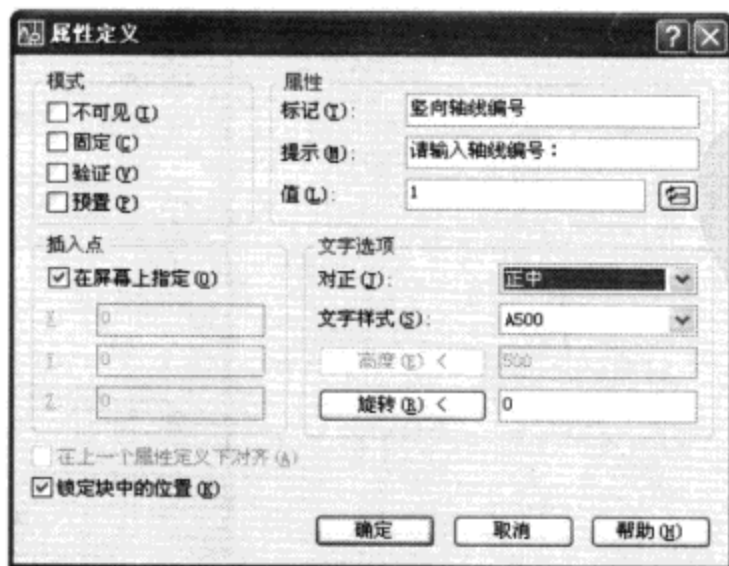 属性定义
模式
不可见(I)
固定(C)
验证(V)
预置(P)
属性
标记(T): 竖向轴线编号
提示(M): 请输入轴线编号:
值(L): 1
插入点
在屏幕上指定(O)
X: 0
Y: 0
Z: 0
文字选项
对正(J): 正中
文字样式(S): A500
高度(E) < 500
旋转(R) < 0
在上一个属性定义下对齐(A)
锁定块中的位置(K)
确定 取消 帮助(H)